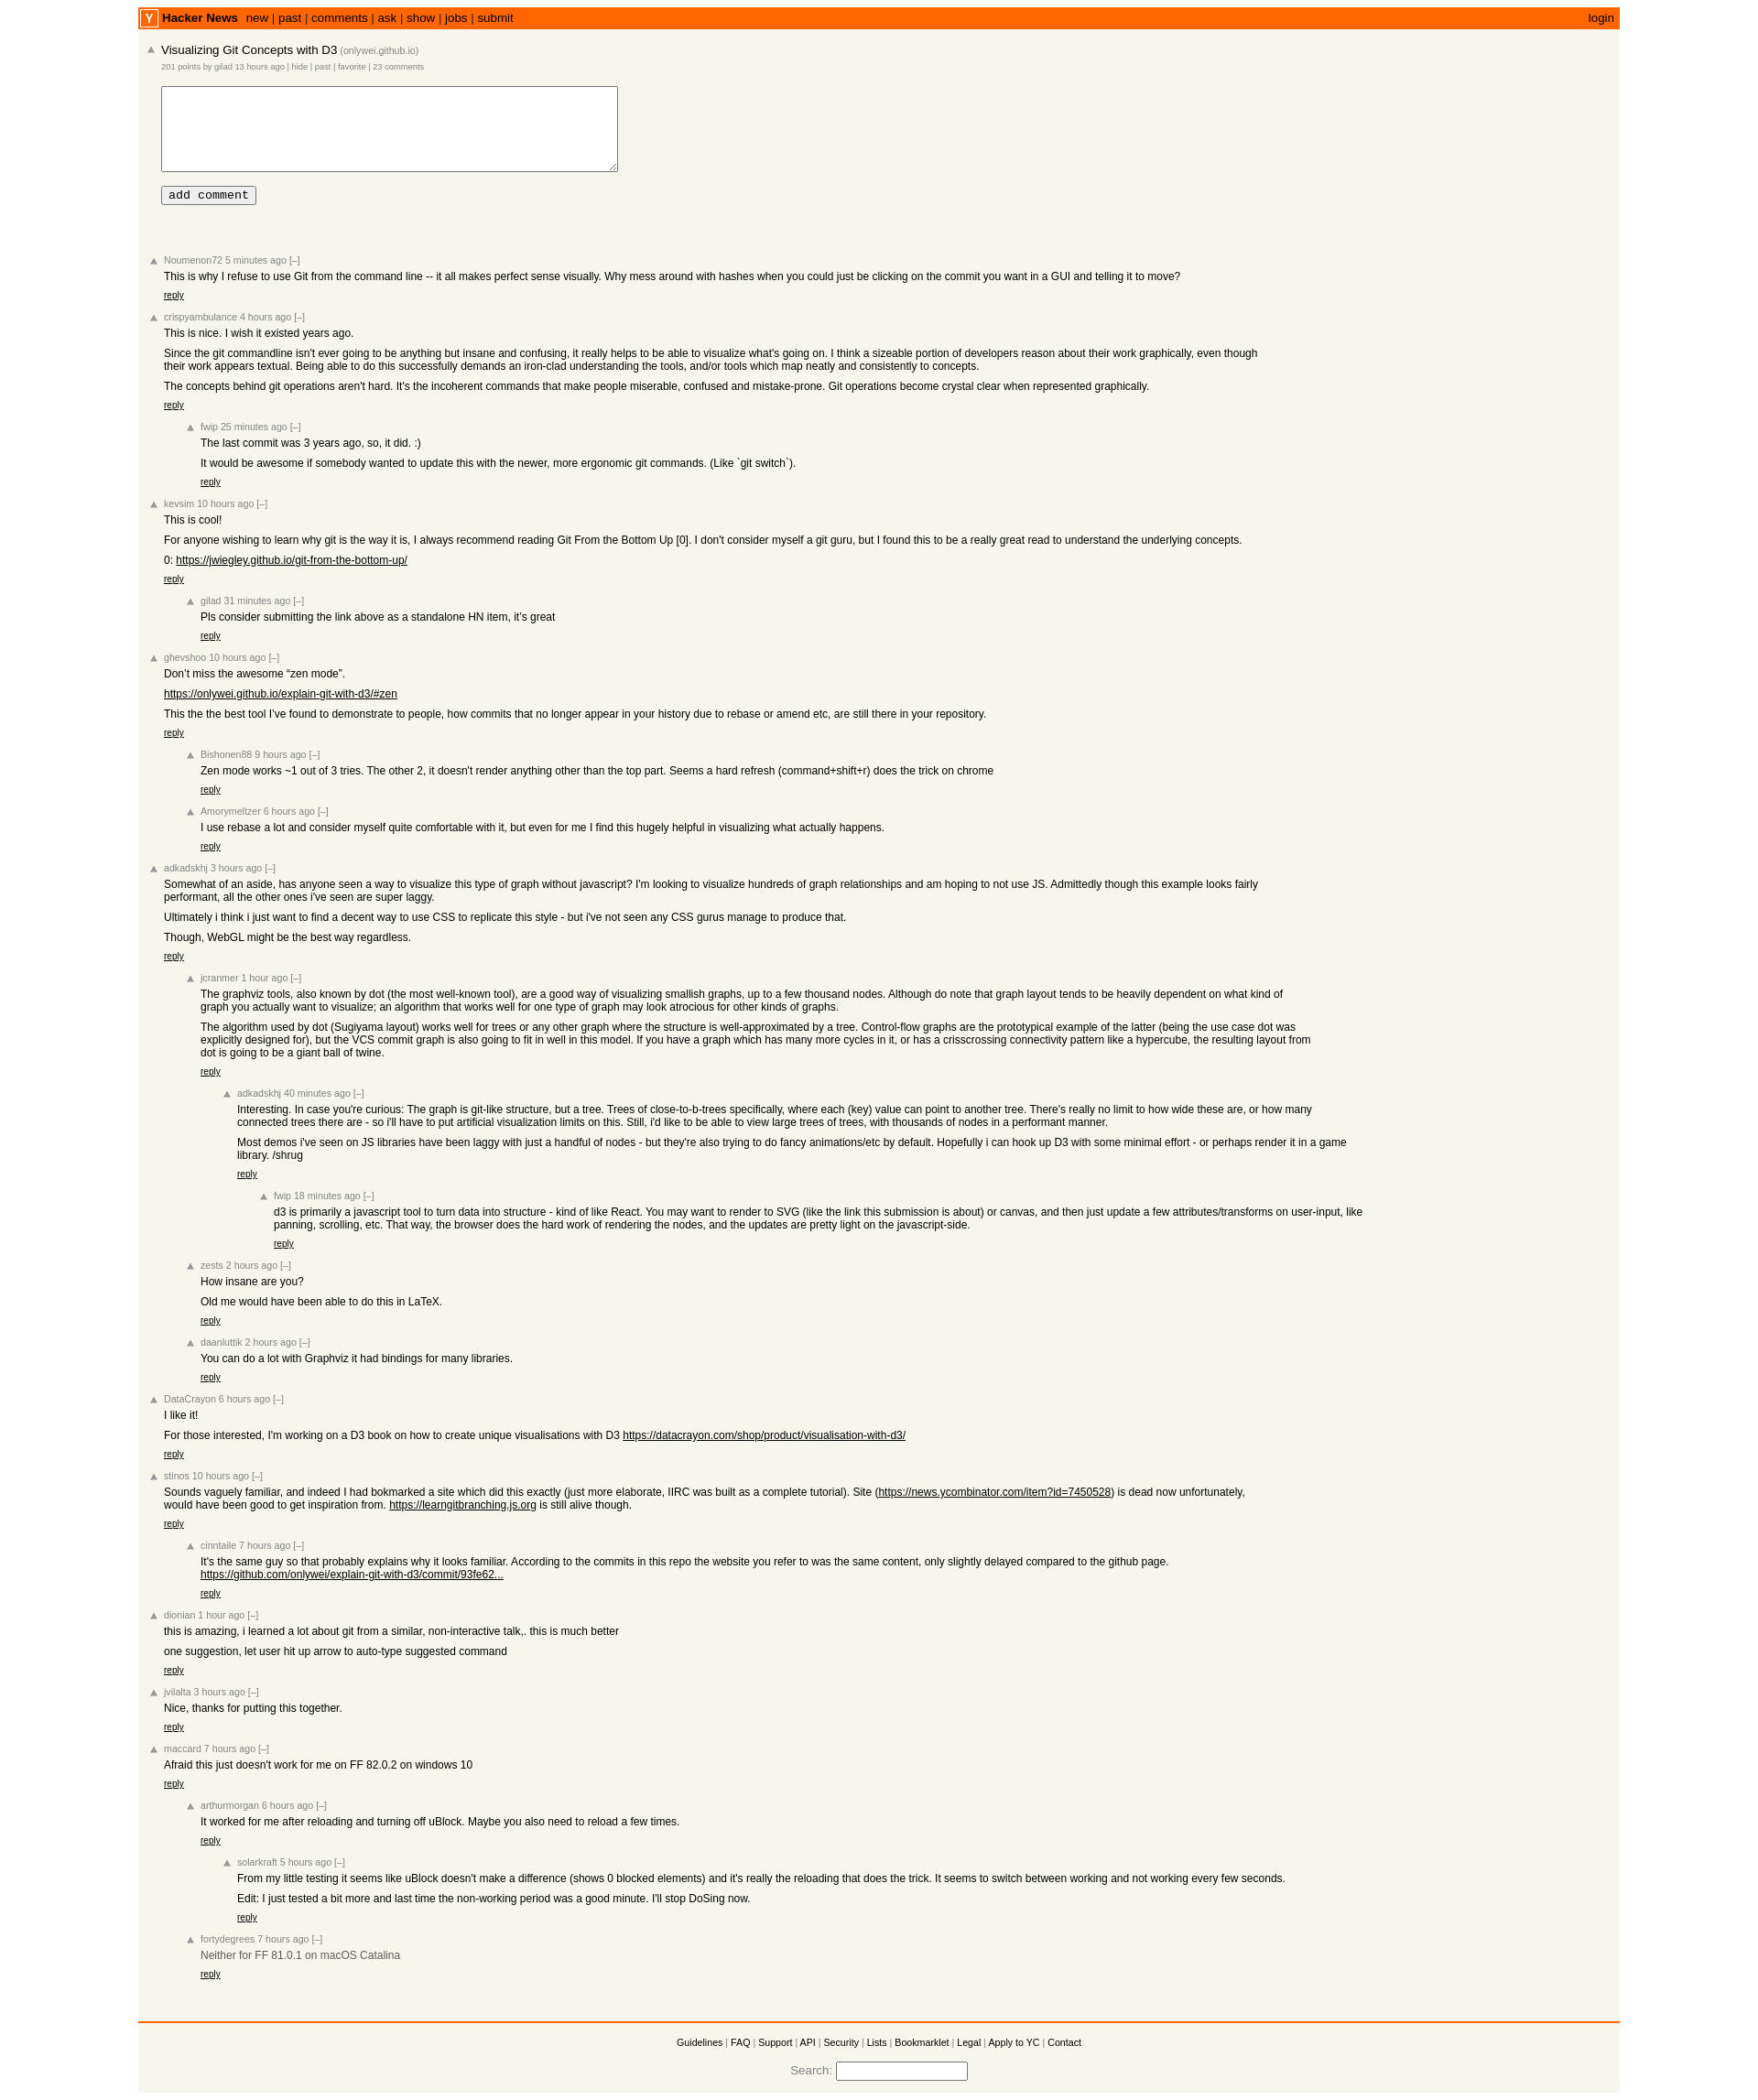 Y Hacker News new | past | comments | ask | show | jobs | submit login
Visualizing Git Concepts with D3 (onlywei.github.io)
201 points by gilad 13 hours ago | hide | past | favorite | 23 comments
add comment
Noumenon72 5 minutes ago [–]
This is why I refuse to use Git from the command line -- it all makes perfect sense visually. Why mess around with hashes when you could just be clicking on the commit you want in a GUI and telling it to move?
reply
crispyambulance 4 hours ago [–]
This is nice. I wish it existed years ago.
Since the git commandline isn't ever going to be anything but insane and confusing, it really helps to be able to visualize what's going on. I think a sizeable portion of developers reason about their work graphically, even though
their work appears textual. Being able to do this successfully demands an iron-clad understanding the tools, and/or tools which map neatly and consistently to concepts.
The concepts behind git operations aren't hard. It's the incoherent commands that make people miserable, confused and mistake-prone. Git operations become crystal clear when represented graphically.
reply
fwip 25 minutes ago [–]
The last commit was 3 years ago, so, it did. :)
It would be awesome if somebody wanted to update this with the newer, more ergonomic git commands. (Like `git switch`).
reply
kevsim 10 hours ago [–]
This is cool!
For anyone wishing to learn why git is the way it is, I always recommend reading Git From the Bottom Up [0]. I don't consider myself a git guru, but I found this to be a really great read to understand the underlying concepts.
0: https://jwiegley.github.io/git-from-the-bottom-up/
reply
gilad 31 minutes ago [–]
Pls consider submitting the link above as a standalone HN item, it’s great
reply
ghevshoo 10 hours ago [–]
Don’t miss the awesome “zen mode”.
https://onlywei.github.io/explain-git-with-d3/#zen
This the the best tool I’ve found to demonstrate to people, how commits that no longer appear in your history due to rebase or amend etc, are still there in your repository.
reply
Bishonen88 9 hours ago [–]
Zen mode works ~1 out of 3 tries. The other 2, it doesn't render anything other than the top part. Seems a hard refresh (command+shift+r) does the trick on chrome
reply
Amorymeltzer 6 hours ago [–]
I use rebase a lot and consider myself quite comfortable with it, but even for me I find this hugely helpful in visualizing what actually happens.
reply
adkadskhj 3 hours ago [–]
Somewhat of an aside, has anyone seen a way to visualize this type of graph without javascript? I'm looking to visualize hundreds of graph relationships and am hoping to not use JS. Admittedly though this example looks fairly
performant, all the other ones i've seen are super laggy.
Ultimately i think i just want to find a decent way to use CSS to replicate this style - but i've not seen any CSS gurus manage to produce that.
Though, WebGL might be the best way regardless.
reply
jcranmer 1 hour ago [–]
The graphviz tools, also known by dot (the most well-known tool), are a good way of visualizing smallish graphs, up to a few thousand nodes. Although do note that graph layout tends to be heavily dependent on what kind of
graph you actually want to visualize; an algorithm that works well for one type of graph may look atrocious for other kinds of graphs.
The algorithm used by dot (Sugiyama layout) works well for trees or any other graph where the structure is well-approximated by a tree. Control-flow graphs are the prototypical example of the latter (being the use case dot was
explicitly designed for), but the VCS commit graph is also going to fit in well in this model. If you have a graph which has many more cycles in it, or has a crisscrossing connectivity pattern like a hypercube, the resulting layout from
dot is going to be a giant ball of twine.
reply
adkadskhj 40 minutes ago [–]
Interesting. In case you're curious: The graph is git-like structure, but a tree. Trees of close-to-b-trees specifically, where each (key) value can point to another tree. There's really no limit to how wide these are, or how many
connected trees there are - so i'll have to put artificial visualization limits on this. Still, i'd like to be able to view large trees of trees, with thousands of nodes in a performant manner.
Most demos i've seen on JS libraries have been laggy with just a handful of nodes - but they're also trying to do fancy animations/etc by default. Hopefully i can hook up D3 with some minimal effort - or perhaps render it in a game
library. /shrug
reply
fwip 18 minutes ago [–]
d3 is primarily a javascript tool to turn data into structure - kind of like React. You may want to render to SVG (like the link this submission is about) or canvas, and then just update a few attributes/transforms on user-input, like
panning, scrolling, etc. That way, the browser does the hard work of rendering the nodes, and the updates are pretty light on the javascript-side.
reply
zests 2 hours ago [–]
How insane are you?
Old me would have been able to do this in LaTeX.
reply
daanluttik 2 hours ago [–]
You can do a lot with Graphviz it had bindings for many libraries.
reply
DataCrayon 6 hours ago [–]
I like it!
For those interested, I'm working on a D3 book on how to create unique visualisations with D3 https://datacrayon.com/shop/product/visualisation-with-d3/
reply
stinos 10 hours ago [–]
Sounds vaguely familiar, and indeed I had bokmarked a site which did this exactly (just more elaborate, IIRC was built as a complete tutorial). Site (https://news.ycombinator.com/item?id=7450528) is dead now unfortunately,
would have been good to get inspiration from. https://learngitbranching.js.org is still alive though.
reply
cinntaile 7 hours ago [–]
It's the same guy so that probably explains why it looks familiar. According to the commits in this repo the website you refer to was the same content, only slightly delayed compared to the github page.
https://github.com/onlywei/explain-git-with-d3/commit/93fe62...
reply
dionian 1 hour ago [–]
this is amazing, i learned a lot about git from a similar, non-interactive talk,. this is much better
one suggestion, let user hit up arrow to auto-type suggested command
reply
jvilalta 3 hours ago [–]
Nice, thanks for putting this together.
reply
maccard 7 hours ago [–]
Afraid this just doesn't work for me on FF 82.0.2 on windows 10
reply
arthurmorgan 6 hours ago [–]
It worked for me after reloading and turning off uBlock. Maybe you also need to reload a few times.
reply
solarkraft 5 hours ago [–]
From my little testing it seems like uBlock doesn't make a difference (shows 0 blocked elements) and it's really the reloading that does the trick. It seems to switch between working and not working every few seconds.
Edit: I just tested a bit more and last time the non-working period was a good minute. I'll stop DoSing now.
reply
fortydegrees 7 hours ago [–]
Neither for FF 81.0.1 on macOS Catalina
reply
Guidelines | FAQ | Support | API | Security | Lists | Bookmarklet | Legal | Apply to YC | Contact
Search: